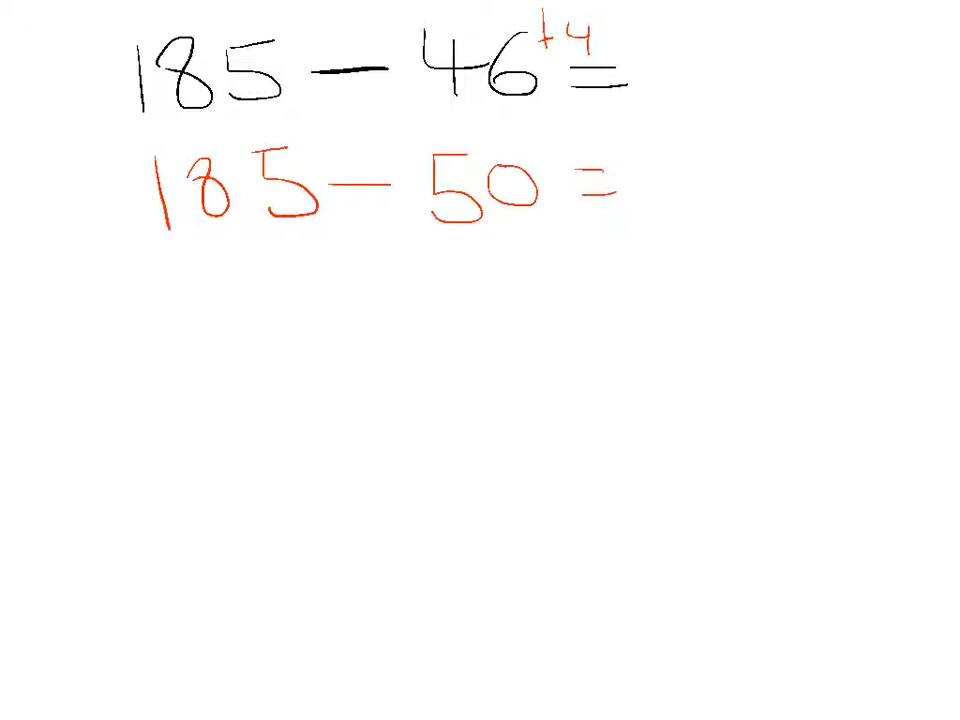 185 - 46 +4 =
185 - 50 =